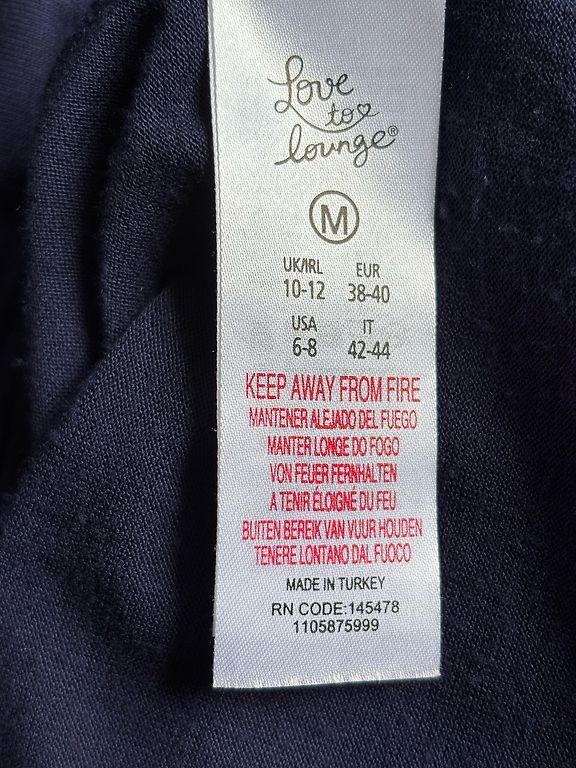 Love
to
lounge®
M
UK/IRL EUR
10-12 38-40
USA IT
6-8 42-44
KEEP AWAY FROM FIRE
MANTENER ALEJADO DEL FUEGO
MANTER LONGE DO FOGO
VON FEUER FERNHALTEN
A TENIR ÉLOIGNÉ DU FEU
BUITEN BEREIK VAN VUUR HOUDEN
TENERE LONTANO DAL FUOCO
MADE IN TURKEY
RN CODE:145478
1105875999